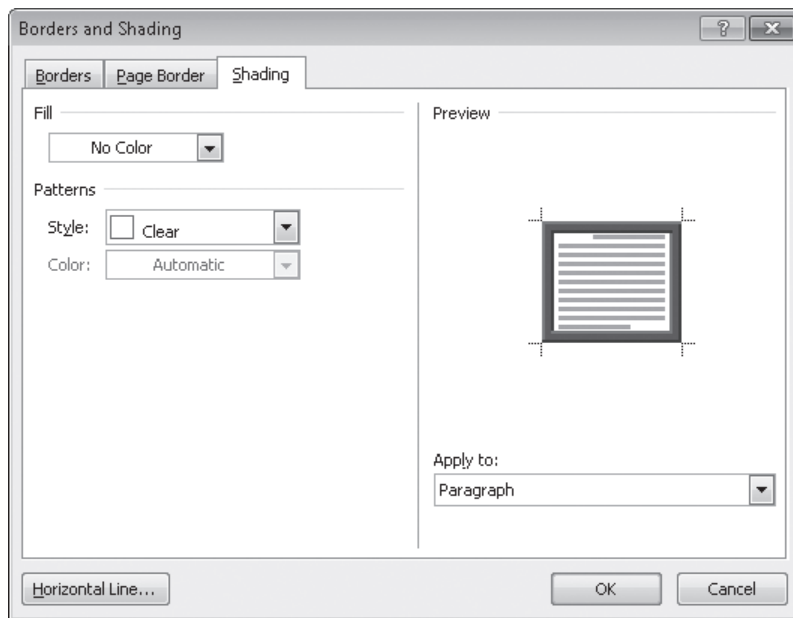 Borders and Shading
Borders Page Border Shading
Fill
No Color
Patterns
Style: Clear
Color: Automatic
Preview
Apply to:
Paragraph
Horizontal Line... OK Cancel